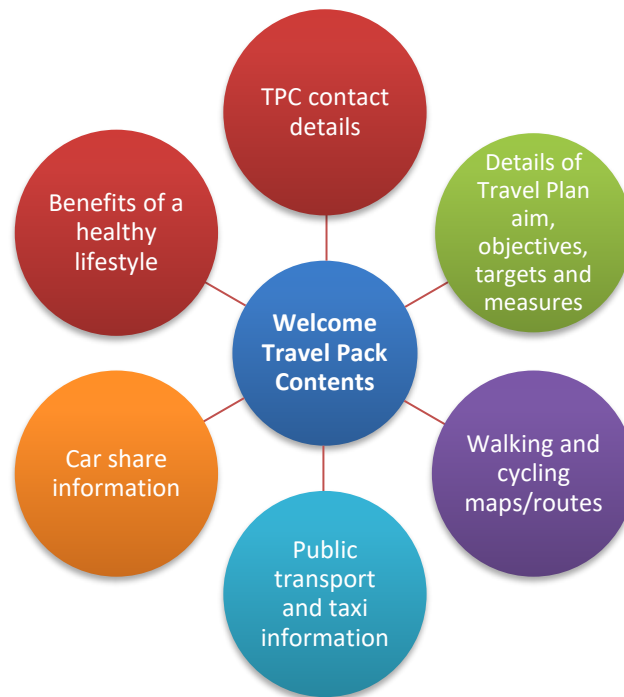 TPC contact
details
Details of
Travel Plan
aim,
objectives,
targets and
measures
Walking and
cycling
maps/routes
Public
transport
and taxi
information
Car share
information
Benefits of a
healthy
lifestyle
Welcome
Travel Pack
Contents